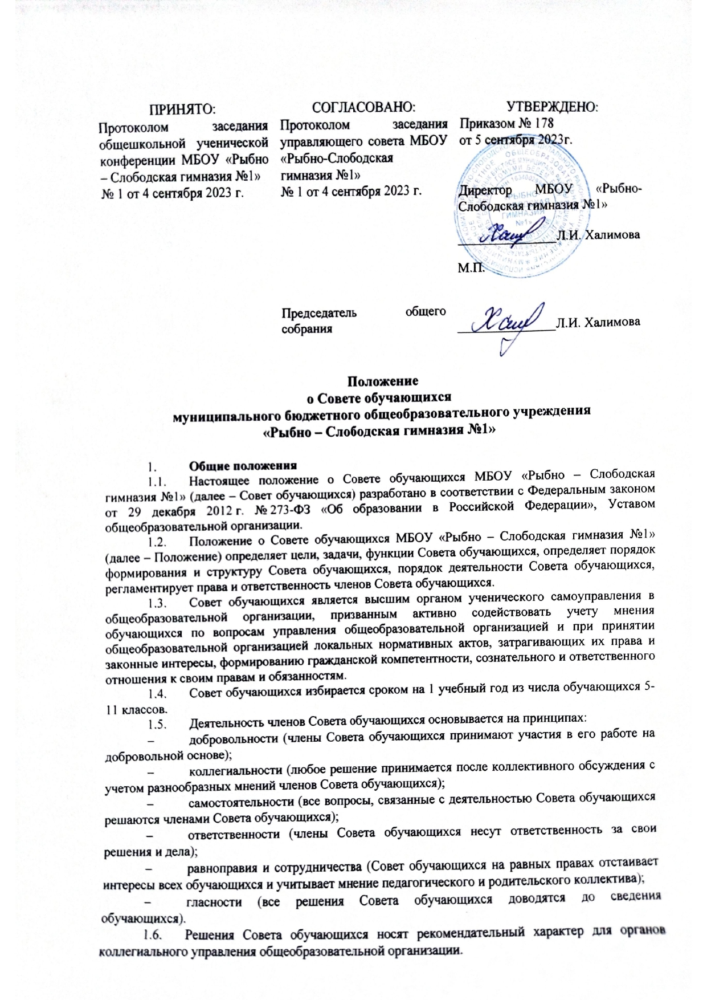 ПРИНЯТО:
Протоколом заседания
общешкольной ученической
конференции МБОУ «Рыбно
– Слободская гимназия №1»
№ 1 от 4 сентября 2023 г.
СОГЛАСОВАНО:
Протоколом заседания
управляющего совета МБОУ
«Рыбно-Слободская
гимназия №1»
№ 1 от 4 сентября 2023 г.
УТВЕРЖДЕНО:
Приказом № 178
от 5 сентября 2023г.
Директор МБОУ «Рыбно-
Слободская гимназия №1»
Л.И. Халимова
М.П.
Председатель общего
собрания
Л.И. Халимова
Положение
о Совете обучающихся
муниципального бюджетного общеобразовательного учреждения
«Рыбно – Слободская гимназия №1»
1. Общие положения
1.1. Настоящее положение о Совете обучающихся МБОУ «Рыбно – Слободская
гимназия №1» (далее – Совет обучающихся) разработано в соответствии с Федеральным законом
от 29 декабря 2012 г. № 273-ФЗ «Об образовании в Российской Федерации», Уставом
общеобразовательной организации.
1.2. Положение о Совете обучающихся МБОУ «Рыбно – Слободская гимназия №1»
(далее – Положение) определяет цели, задачи, функции Совета обучающихся, определяет порядок
формирования и структуру Совета обучающихся, порядок деятельности Совета обучающихся,
регламентирует права и ответственность членов Совета обучающихся.
1.3. Совет обучающихся является высшим органом ученического самоуправления в
общеобразовательной организации, призванным активно содействовать учету мнения
обучающихся по вопросам управления общеобразовательной организацией и при принятии
общеобразовательной организацией локальных нормативных актов, затрагивающих их права и
законные интересы, формированию гражданской компетентности, сознательного и ответственного
отношения к своим правам и обязанностям.
1.4. Совет обучающихся избирается сроком на 1 учебный год из числа обучающихся 5-
11 классов.
1.5. Деятельность членов Совета обучающихся основывается на принципах:
– добровольности (члены Совета обучающихся принимают участия в его работе на
добровольной основе);
– коллегиальности (любое решение принимается после коллективного обсуждения с
учетом разнообразных мнений членов Совета обучающихся);
– самостоятельности (все вопросы, связанные с деятельностью Совета обучающихся
решаются членами Совета обучающихся);
– ответственности (члены Совета обучающихся несут ответственность за свои
решения и дела);
– равноправия и сотрудничества (Совет обучающихся на равных правах отстаивает
интересы всех обучающихся и учитывает мнение педагогического и родительского коллектива);
– гласности (все решения Совета обучающихся доводятся до сведения
обучающихся).
1.6. Решения Совета обучающихся носят рекомендательный характер для органов
коллегиального управления общеобразовательной организации.